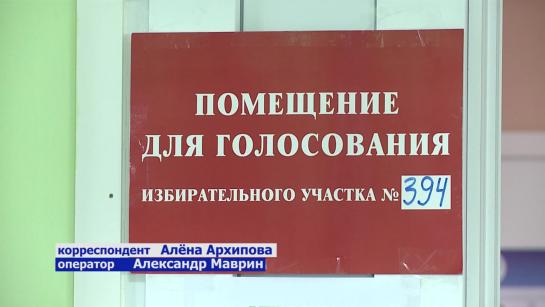 ПОМЕЩЕНИЕ
ДЛЯ ГОЛОСОВАНИЯ
ИЗБИРАТЕЛЬНОГО УЧАСТКА № 394
корреспондент Алёна Архипова
оператор Александр Маврин